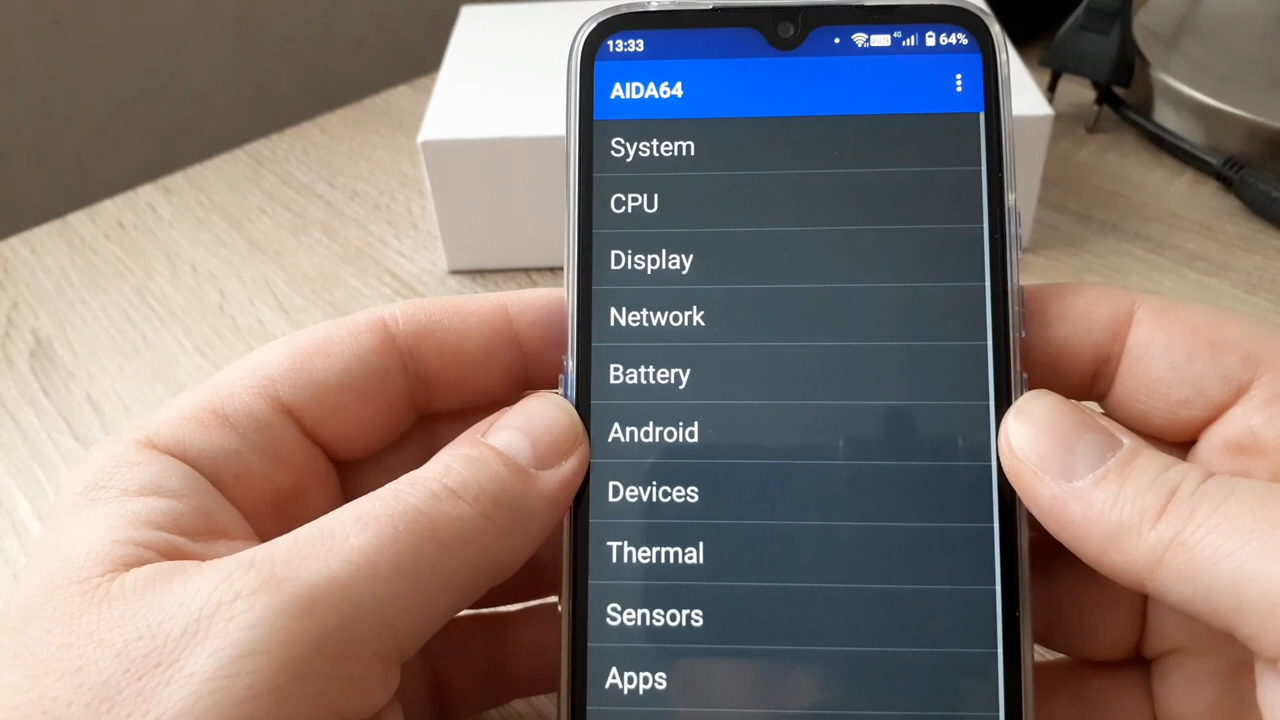 13:33
4G
64%
AIDA64
System
CPU
Display
Network
Battery
Android
Devices
Thermal
Sensors
Apps